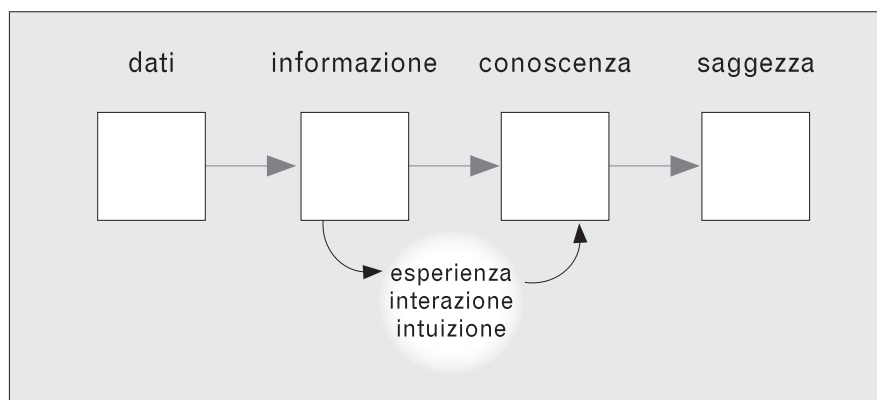 dati informazione conoscenza saggezza
esperienza
interazione
intuizione